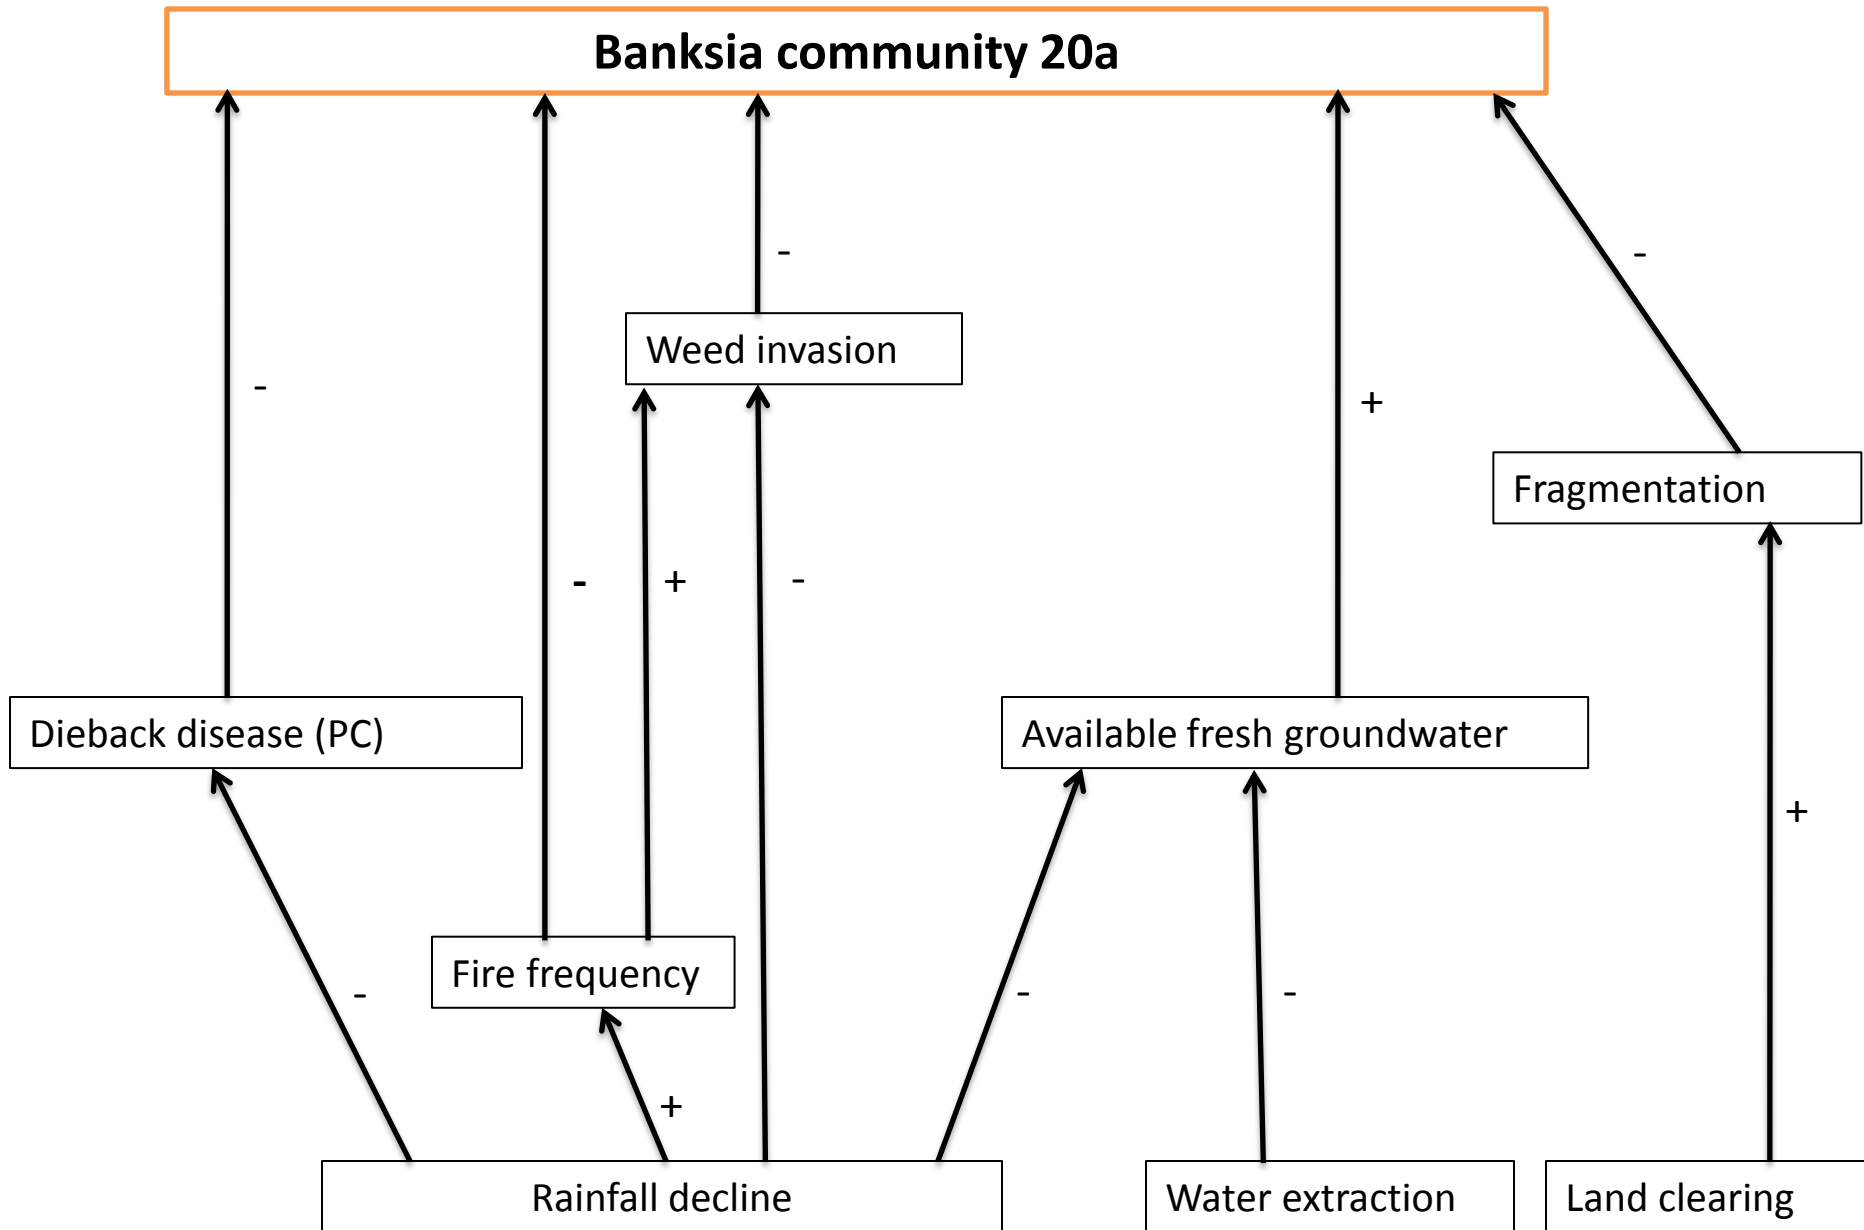 Banksia community 20a
-
-
Weed invasion
-
+
Fragmentation
-
+
-
Dieback disease (PC)
Available fresh groundwater
+
Fire frequency
-
-
-
+
Rainfall decline
Water extraction
Land clearing